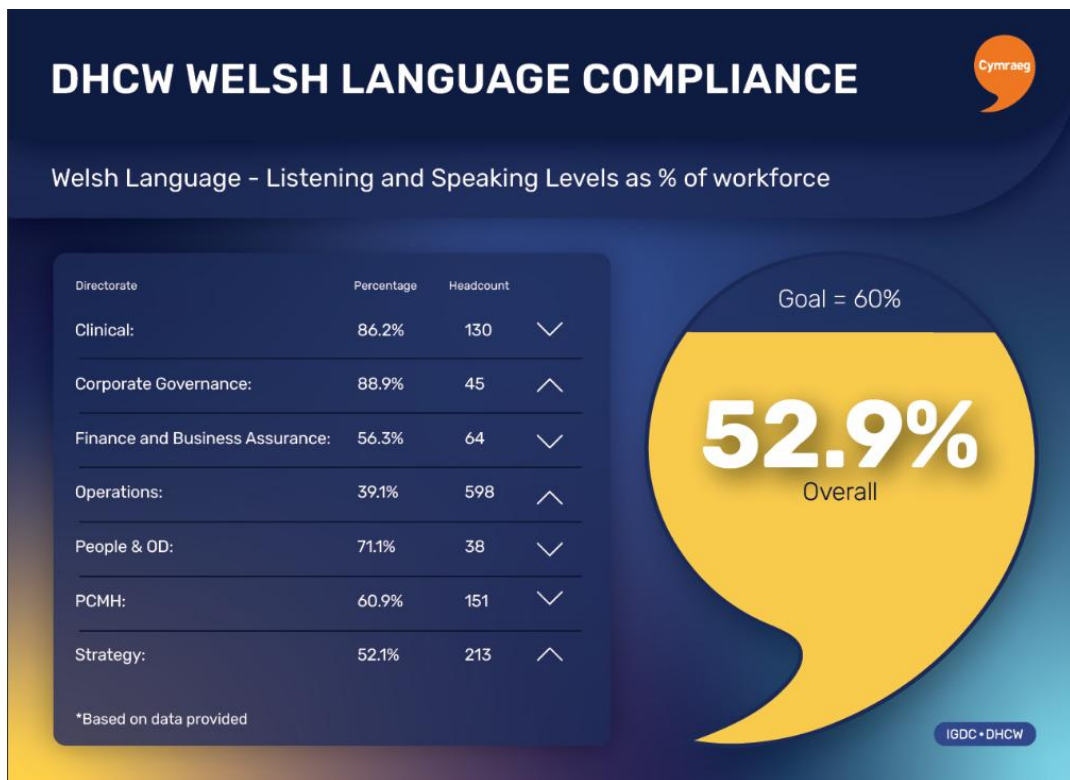 DHCW WELSH LANGUAGE COMPLIANCE
Cymraeg
Welsh Language - Listening and Speaking Levels as % of workforce
Directorate Percentage Headcount
Clinical: 86.2% 130
Corporate Governance: 88.9% 45
Finance and Business Assurance: 56.3% 64
Operations: 39.1% 598
People & OD: 71.1% 38
PCMH: 60.9% 151
Strategy: 52.1% 213
*Based on data provided
Goal = 60%
52.9%
Overall
IGDC•DHCW